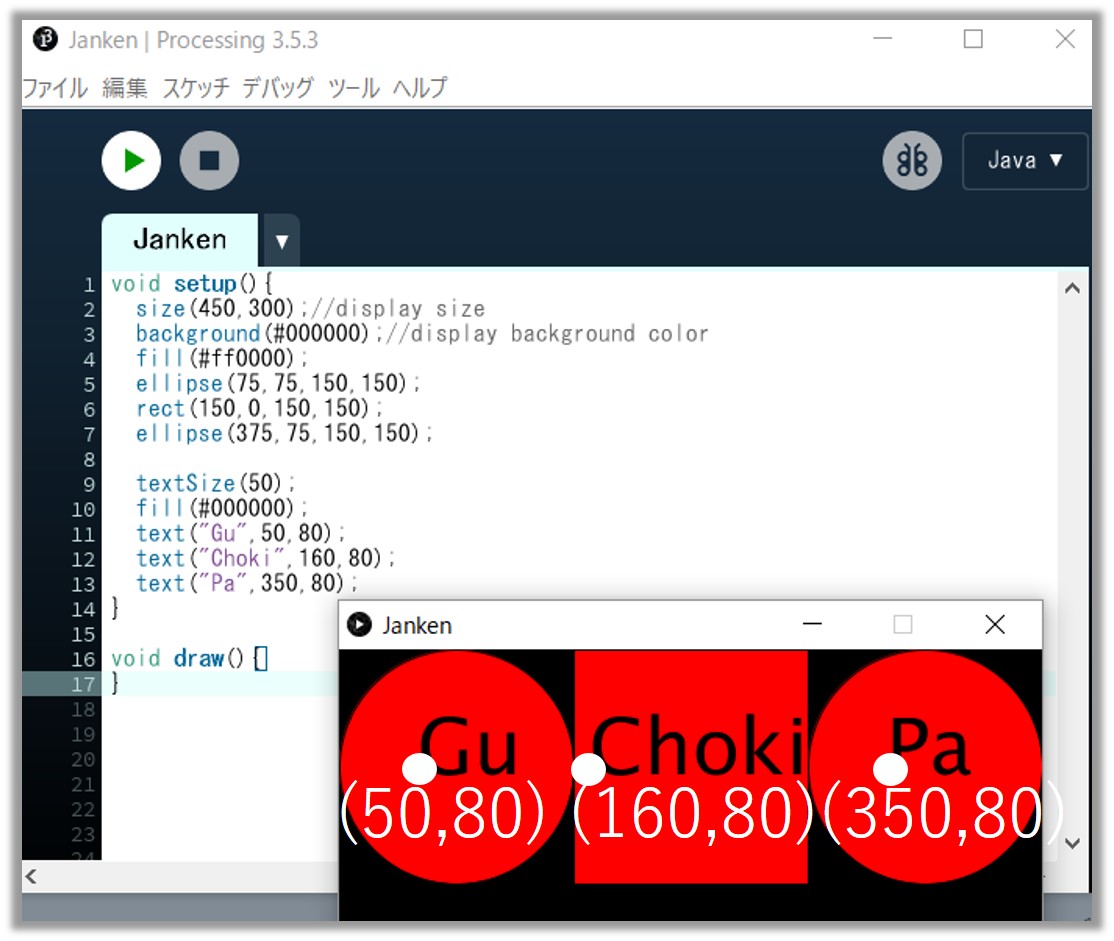 Janken | Processing 3.5.3
ファイル 編集 スケッチ デバッグ ツール ヘルプ
Java ▼
Janken ▼
1 void setup(){
2 size(450,300);//display size
3 background(#000000);//display background color
4 fill(#ff0000);
5 ellipse(75,75,150,150);
6 rect(150,0,150,150);
7 ellipse(375,75,150,150);
8
9 textSize(50);
10 fill(#000000);
11 text("Gu",50,80);
12 text("Choki",160,80);
13 text("Pa",350,80);
14 }
15
16 void draw(){
17 }
18
19
20
21
22
23
24
Janken
Gu Choki Pa
(50,80) (160,80) (350,80)